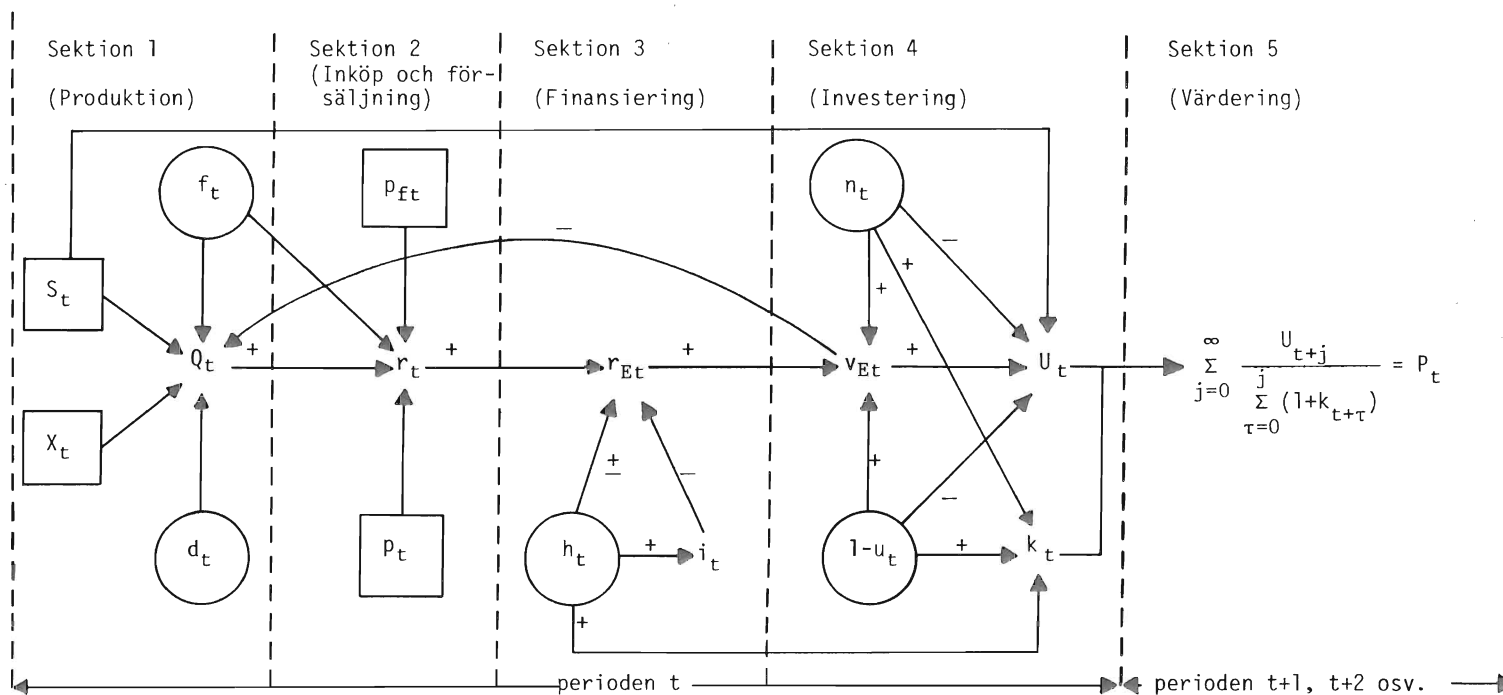 Sektion 1
(Produktion)
Sektion 2
(Inköp och för-
säljning)
Sektion 3
(Finansiering)
Sektion 4
(Investering)
Sektion 5
(Värdering)
f_t
p_ft
n_t
−
−
+
S_t
+
Q_t
+
r_t
+
r_Et
+
v_Et
+
U_t
∞
Σ
j=0
U_t+j
j
Σ
τ=0
(1+k_t+τ)
= P_t
X_t
±
−
+
−
d_t
p_t
h_t
+
i_t
1-u_t
+
k_t
+
perioden t
perioden t+1, t+2 osv.